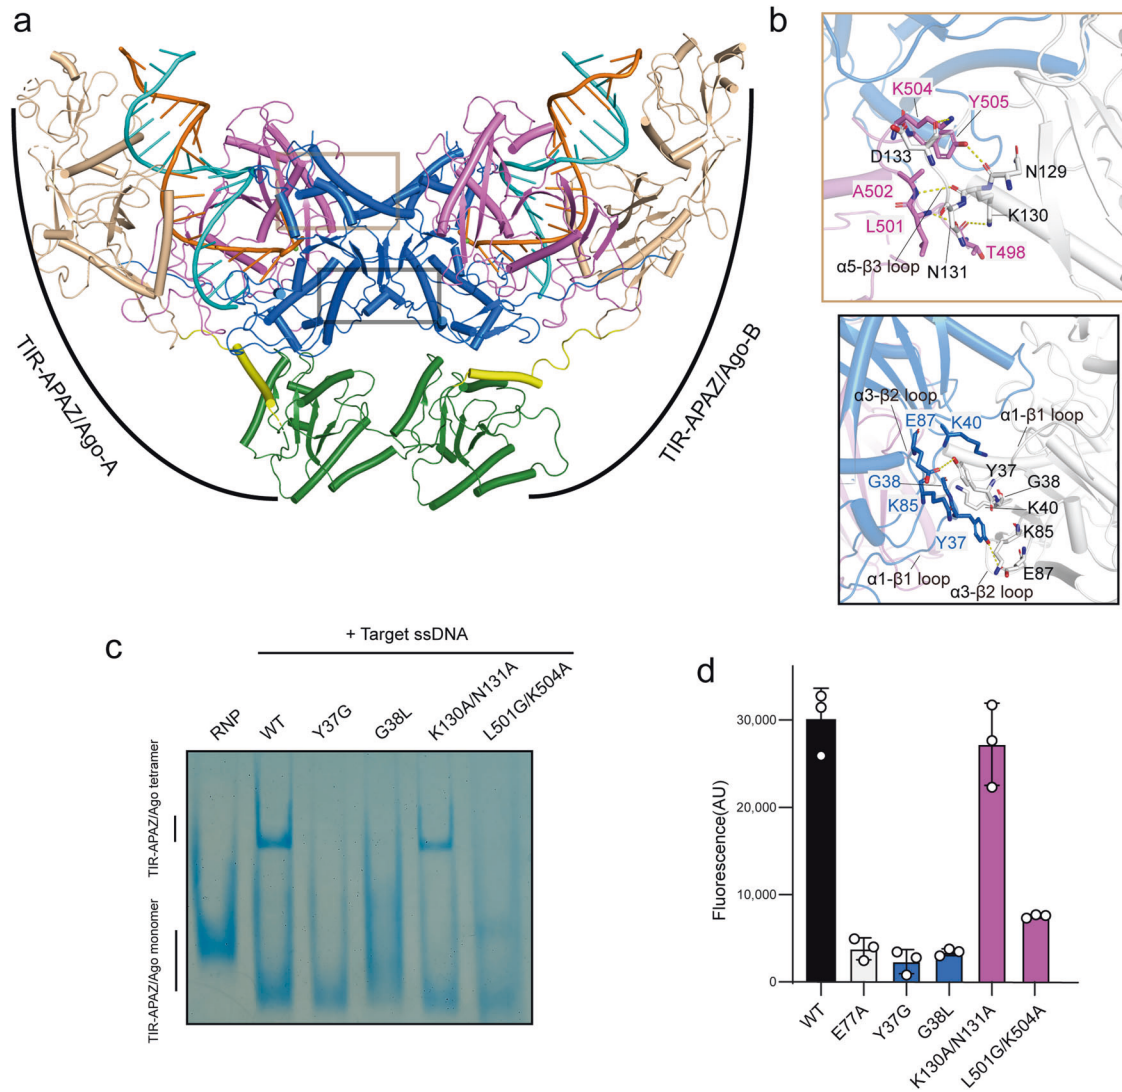 a
TIR-APAZ/Ago-A
TIR-APAZ/Ago-B
b
K504
Y505
D133
N129
A502
K130
L501
T498
α5-β3 loop
N131
α3-β2 loop
E87
K40
α1-β1 loop
Y37
G38
G38
K85
K40
K85
Y37
E87
α1-β1 loop
α3-β2 loop
c
+ Target ssDNA
RNP
WT
Y37G
G38L
K130A/N131A
L501G/K504A
TIR-APAZ/Ago tetramer
TIR-APAZ/Ago monomer
d
Fluorescence(AU)
30,000
20,000
10,000
0
WT
E77A
Y37G
G38L
K130A/N131A
L501G/K504A